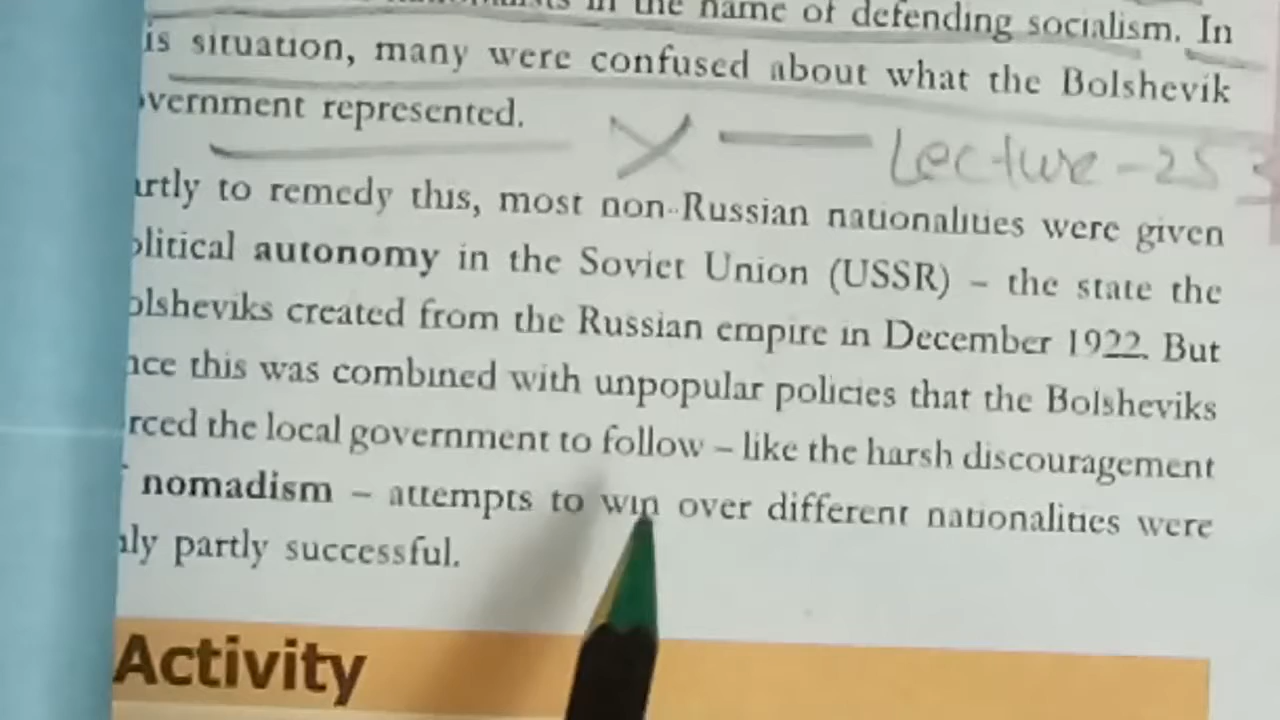 in the name of defending socialism. In
is situation, many were confused about what the Bolshevik
vernment represented.
Lecture-25
rtly to remedy this, most non-Russian nationalities were given
litical autonomy in the Soviet Union (USSR) – the state the
olsheviks created from the Russian empire in December 1922. But
nce this was combined with unpopular policies that the Bolsheviks
rced the local government to follow – like the harsh discouragement
nomadism – attempts to win over different nationalities were
ly partly successful.
Activity